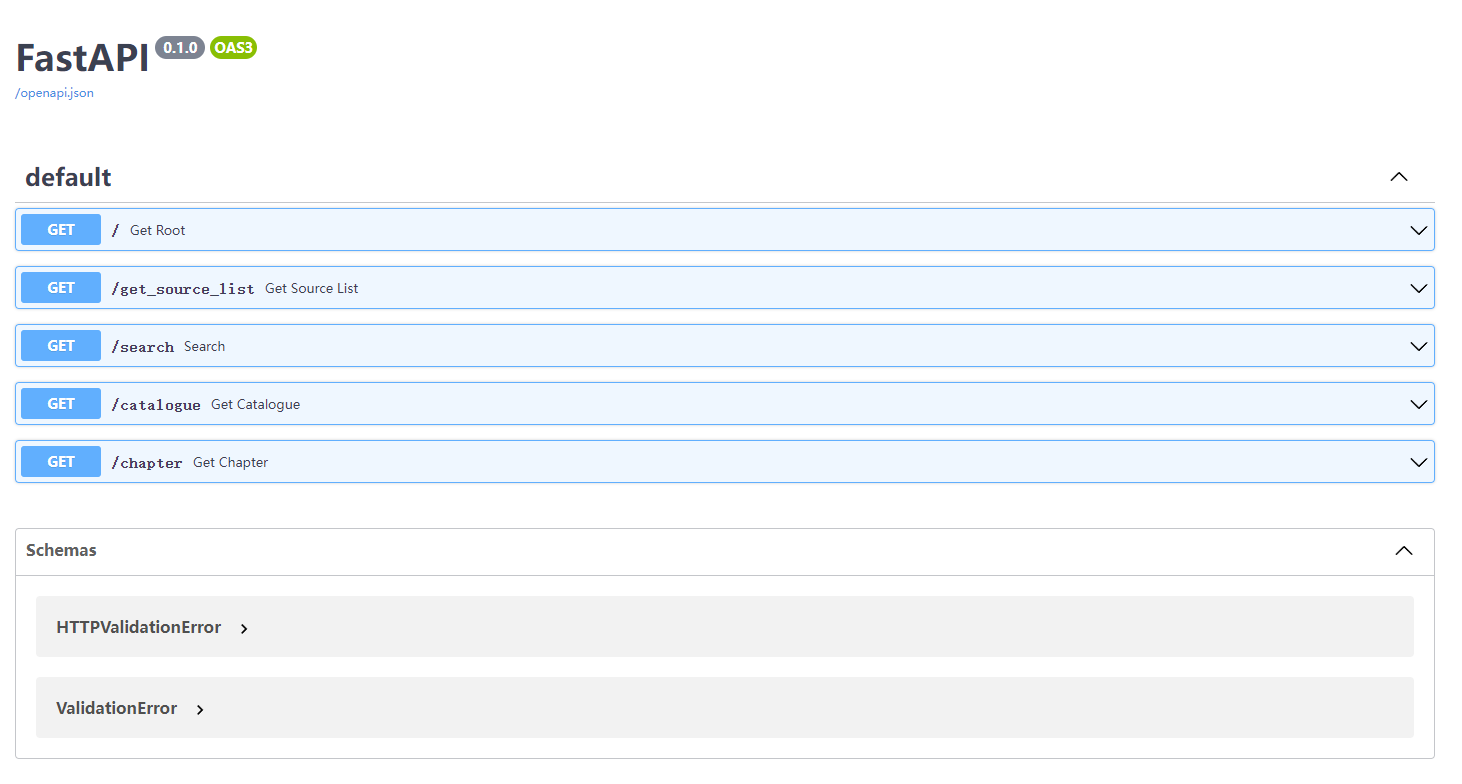 FastAPI 0.1.0 OAS3
/openapi.json
default
GET / Get Root
GET /get_source_list Get Source List
GET /search Search
GET /catalogue Get Catalogue
GET /chapter Get Chapter
Schemas
HTTPValidationError
ValidationError